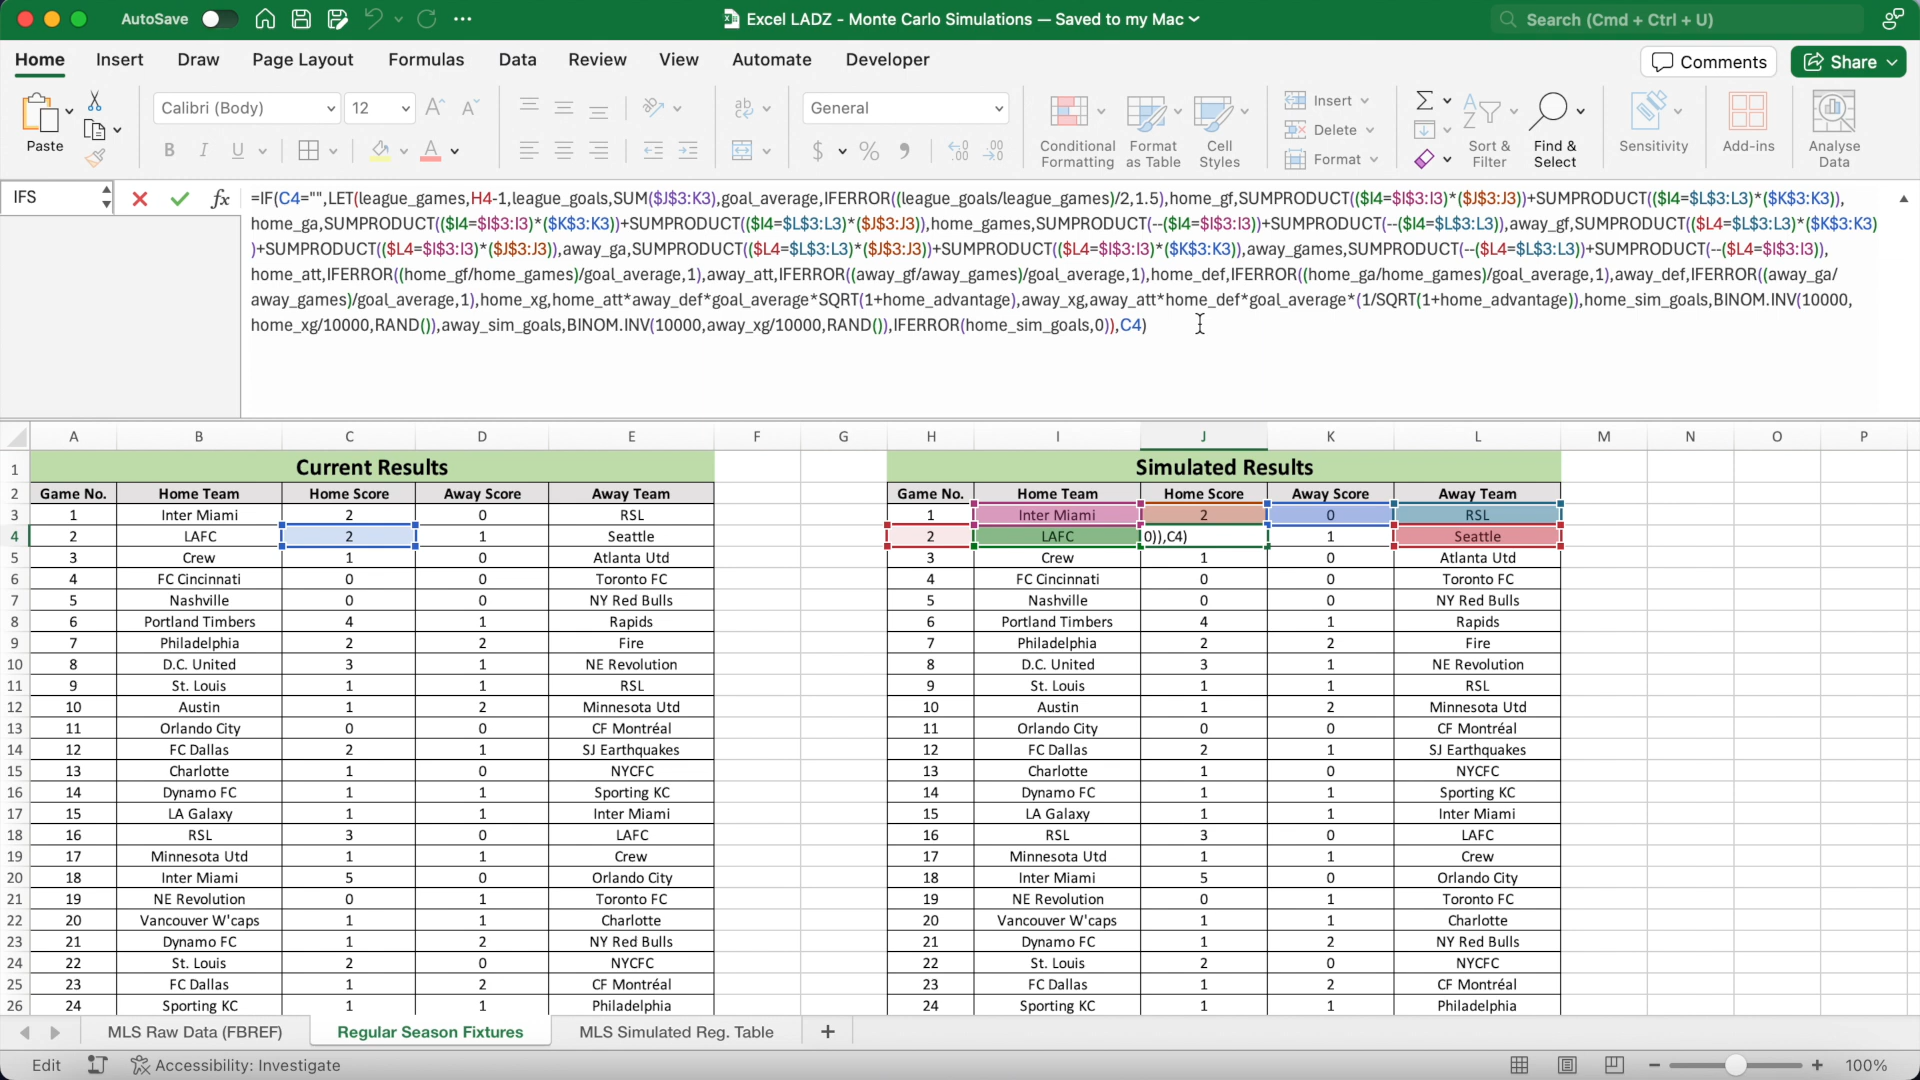 AutoSave
Excel LADZ - Monte Carlo Simulations — Saved to my Mac
Search (Cmd + Ctrl + U)
Home Insert Draw Page Layout Formulas Data Review View Automate Developer
Comments Share
Paste
Calibri (Body) 12
B I U
General
Conditional Formatting
Format as Table
Cell Styles
Insert
Delete
Format
Sort & Filter
Find & Select
Sensitivity
Add-ins
Analyse Data
IFS
fx
=IF(C4="",LET(league_games,H4-1,league_goals,SUM($J$3:K3),goal_average,IFERROR((league_goals/league_games)/2,1.5),home_gf,SUMPRODUCT(($I4=$I$3:I3)*($J$3:J3))+SUMPRODUCT(($I4=$L$3:L3)*($K$3:K3)),
home_ga,SUMPRODUCT(($I4=$I$3:I3)*($K$3:K3))+SUMPRODUCT(($I4=$L$3:L3)*($J$3:J3)),home_games,SUMPRODUCT(--($I4=$I$3:I3))+SUMPRODUCT(--($I4=$L$3:L3)),away_gf,SUMPRODUCT(($L4=$L$3:L3)*($K$3:K3)
)+SUMPRODUCT(($L4=$I$3:I3)*($J$3:J3)),away_ga,SUMPRODUCT(($L4=$L$3:L3)*($J$3:J3))+SUMPRODUCT(($L4=$I$3:I3)*($K$3:K3)),away_games,SUMPRODUCT(--($L4=$L$3:L3))+SUMPRODUCT(--($L4=$I$3:I3)),
home_att,IFERROR((home_gf/home_games)/goal_average,1),away_att,IFERROR((away_gf/away_games)/goal_average,1),home_def,IFERROR((home_ga/home_games)/goal_average,1),away_def,IFERROR((away_ga/
away_games)/goal_average,1),home_xg,home_att*away_def*goal_average*SQRT(1+home_advantage),away_xg,away_att*home_def*goal_average*(1/SQRT(1+home_advantage)),home_sim_goals,BINOM.INV(10000,
home_xg/10000,RAND()),away_sim_goals,BINOM.INV(10000,away_xg/10000,RAND()),IFERROR(home_sim_goals,0)),C4)
A B C D E F G H I J K L M N O P
1 Current Results Simulated Results
2 Game No. Home Team Home Score Away Score Away Team Game No. Home Team Home Score Away Score Away Team
3 1 Inter Miami 2 0 RSL 1 Inter Miami 2 0 RSL
4 2 LAFC 2 1 Seattle 2 LAFC 0)),C4) 1 Seattle
5 3 Crew 1 0 Atlanta Utd 3 Crew 1 0 Atlanta Utd
6 4 FC Cincinnati 0 0 Toronto FC 4 FC Cincinnati 0 0 Toronto FC
7 5 Nashville 0 0 NY Red Bulls 5 Nashville 0 0 NY Red Bulls
8 6 Portland Timbers 4 1 Rapids 6 Portland Timbers 4 1 Rapids
9 7 Philadelphia 2 2 Fire 7 Philadelphia 2 2 Fire
10 8 D.C. United 3 1 NE Revolution 8 D.C. United 3 1 NE Revolution
11 9 St. Louis 1 1 RSL 9 St. Louis 1 1 RSL
12 10 Austin 1 2 Minnesota Utd 10 Austin 1 2 Minnesota Utd
13 11 Orlando City 0 0 CF Montréal 11 Orlando City 0 0 CF Montréal
14 12 FC Dallas 2 1 SJ Earthquakes 12 FC Dallas 2 1 SJ Earthquakes
15 13 Charlotte 1 0 NYCFC 13 Charlotte 1 0 NYCFC
16 14 Dynamo FC 1 1 Sporting KC 14 Dynamo FC 1 1 Sporting KC
17 15 LA Galaxy 1 1 Inter Miami 15 LA Galaxy 1 1 Inter Miami
18 16 RSL 3 0 LAFC 16 RSL 3 0 LAFC
19 17 Minnesota Utd 1 1 Crew 17 Minnesota Utd 1 1 Crew
20 18 Inter Miami 5 0 Orlando City 18 Inter Miami 5 0 Orlando City
21 19 NE Revolution 0 1 Toronto FC 19 NE Revolution 0 1 Toronto FC
22 20 Vancouver W'caps 1 1 Charlotte 20 Vancouver W'caps 1 1 Charlotte
23 21 Dynamo FC 1 2 NY Red Bulls 21 Dynamo FC 1 2 NY Red Bulls
24 22 St. Louis 2 0 NYCFC 22 St. Louis 2 0 NYCFC
25 23 FC Dallas 1 2 CF Montréal 23 FC Dallas 1 2 CF Montréal
26 24 Sporting KC 1 1 Philadelphia 24 Sporting KC 1 1 Philadelphia
MLS Raw Data (FBREF) Regular Season Fixtures MLS Simulated Reg. Table
Edit Accessibility: Investigate 100%